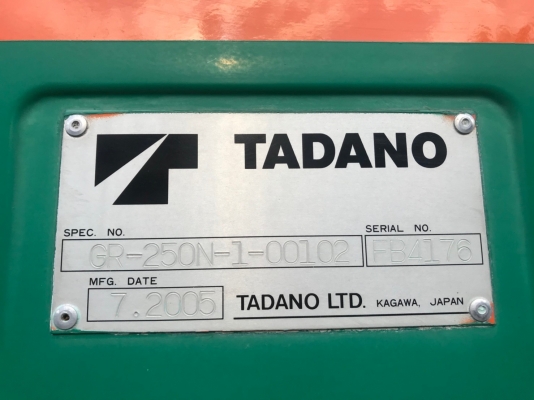 TADANO
SPEC. NO. SERIAL NO.
GR-250N-1-00102 FB4176
MFG. DATE
7.2005 TADANO LTD. KAGAWA, JAPAN